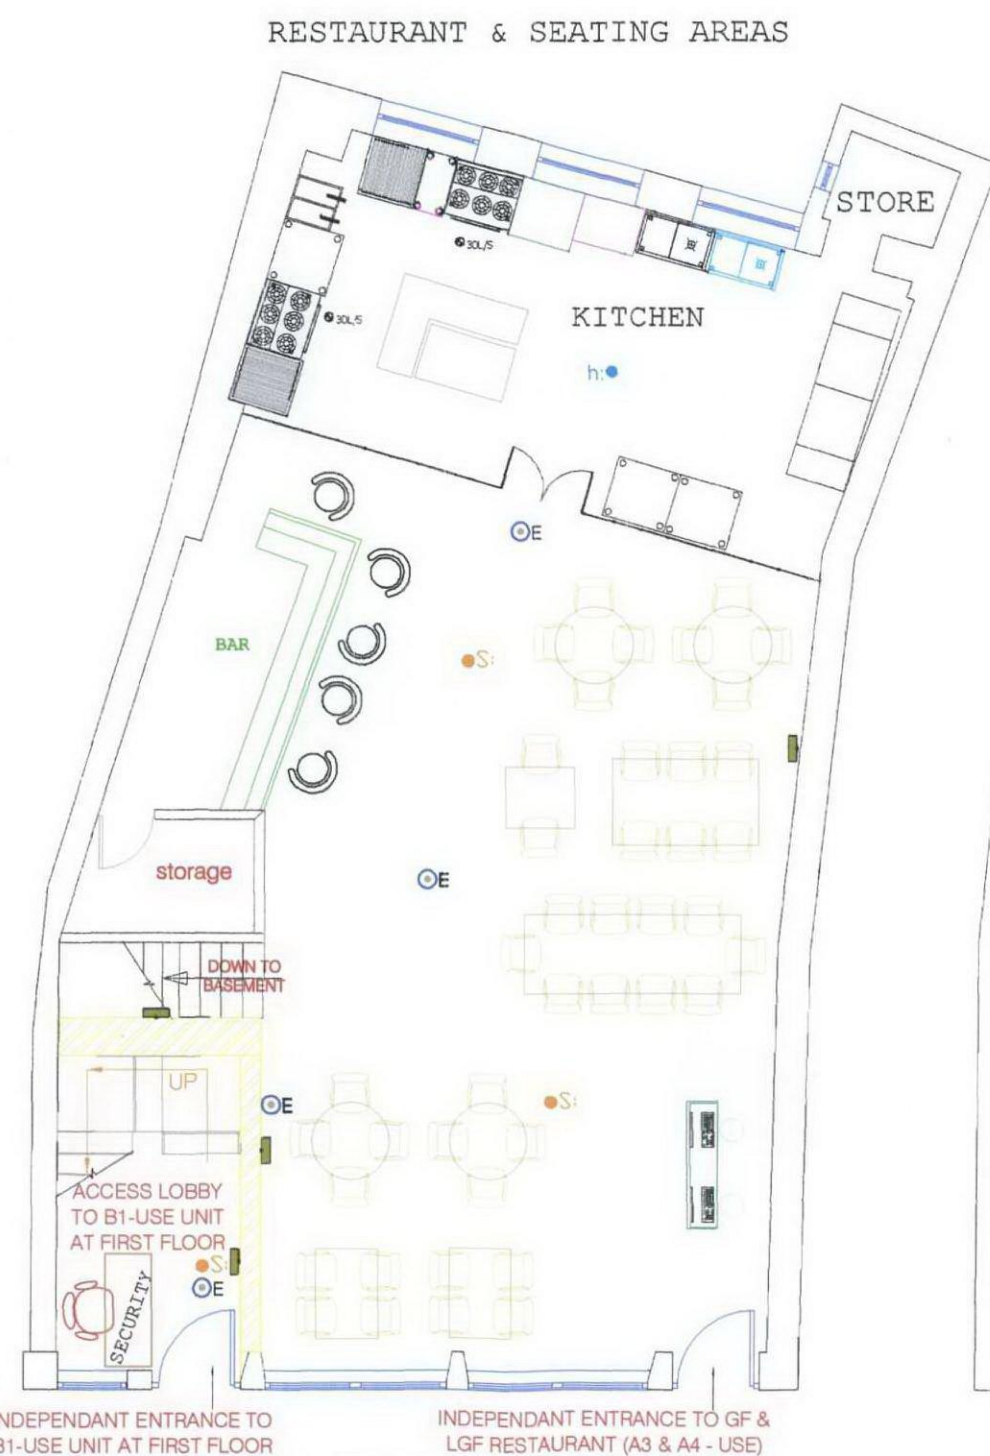 RESTAURANT & SEATING AREAS
STORE
30L/S
KITCHEN
30L/S
h:
E
BAR
S:
storage
E
DOWN TO
BASEMENT
UP
E
S:
ACCESS LOBBY
TO B1-USE UNIT
AT FIRST FLOOR
S:
E
SECURITY
NDEPENDANT ENTRANCE TO
B1-USE UNIT AT FIRST FLOOR
INDEPENDANT ENTRANCE TO GF &
LGF RESTAURANT (A3 & A4 - USE)